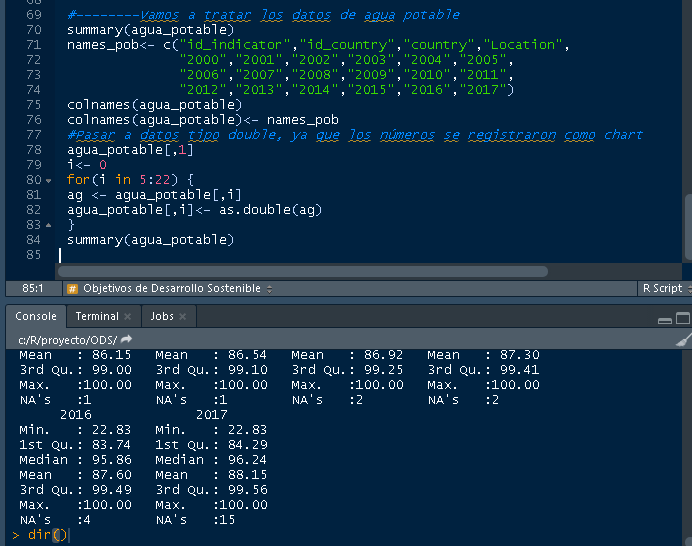 68
69 #--------Vamos a tratar los datos de agua potable
70 summary(agua_potable)
71 names_pob<- c("id_indicator","id_country","country","Location",
72 "2000","2001","2002","2003","2004","2005",
73 "2006","2007","2008","2009","2010","2011",
74 "2012","2013","2014","2015","2016","2017")
75 colnames(agua_potable)
76 colnames(agua_potable)<- names_pob
77 #Pasar a datos tipo double, ya que los números se registraron como chart
78 agua_potable[,1]
79 i<- 0
80 for(i in 5:22) {
81 ag <- agua_potable[,i]
82 agua_potable[,i]<- as.double(ag)
83 }
84 summary(agua_potable)
85
85:1 # Objetivos de Desarrollo Sostenible R Script
Console Terminal Jobs
c:/R/proyecto/ODS/
Mean : 86.15 Mean : 86.54 Mean : 86.92 Mean : 87.30
3rd Qu.: 99.00 3rd Qu.: 99.10 3rd Qu.: 99.25 3rd Qu.: 99.41
Max. :100.00 Max. :100.00 Max. :100.00 Max. :100.00
NA's :1 NA's :1 NA's :2 NA's :2
2016 2017
Min. : 22.83 Min. : 22.83
1st Qu.: 83.74 1st Qu.: 84.29
Median : 95.86 Median : 96.24
Mean : 87.60 Mean : 88.15
3rd Qu.: 99.49 3rd Qu.: 99.56
Max. :100.00 Max. :100.00
NA's :4 NA's :15
> dir()